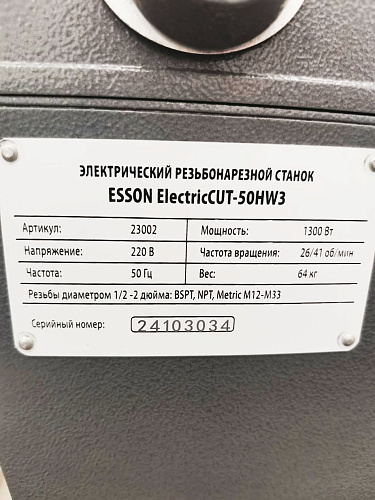 ЭЛЕКТРИЧЕСКИЙ РЕЗЬБОНАРЕЗНОЙ СТАНОК
ESSON ElectricCUT-50HW3
Артикул: 23002 Мощность: 1300 Вт
Напряжение: 220 В Частота вращения: 26/41 об/мин
Частота: 50 Гц Вес: 64 кг
Резьбы диаметром 1/2 -2 дюйма: BSPT, NPT, Metric M12-M33
Серийный номер: 24103034